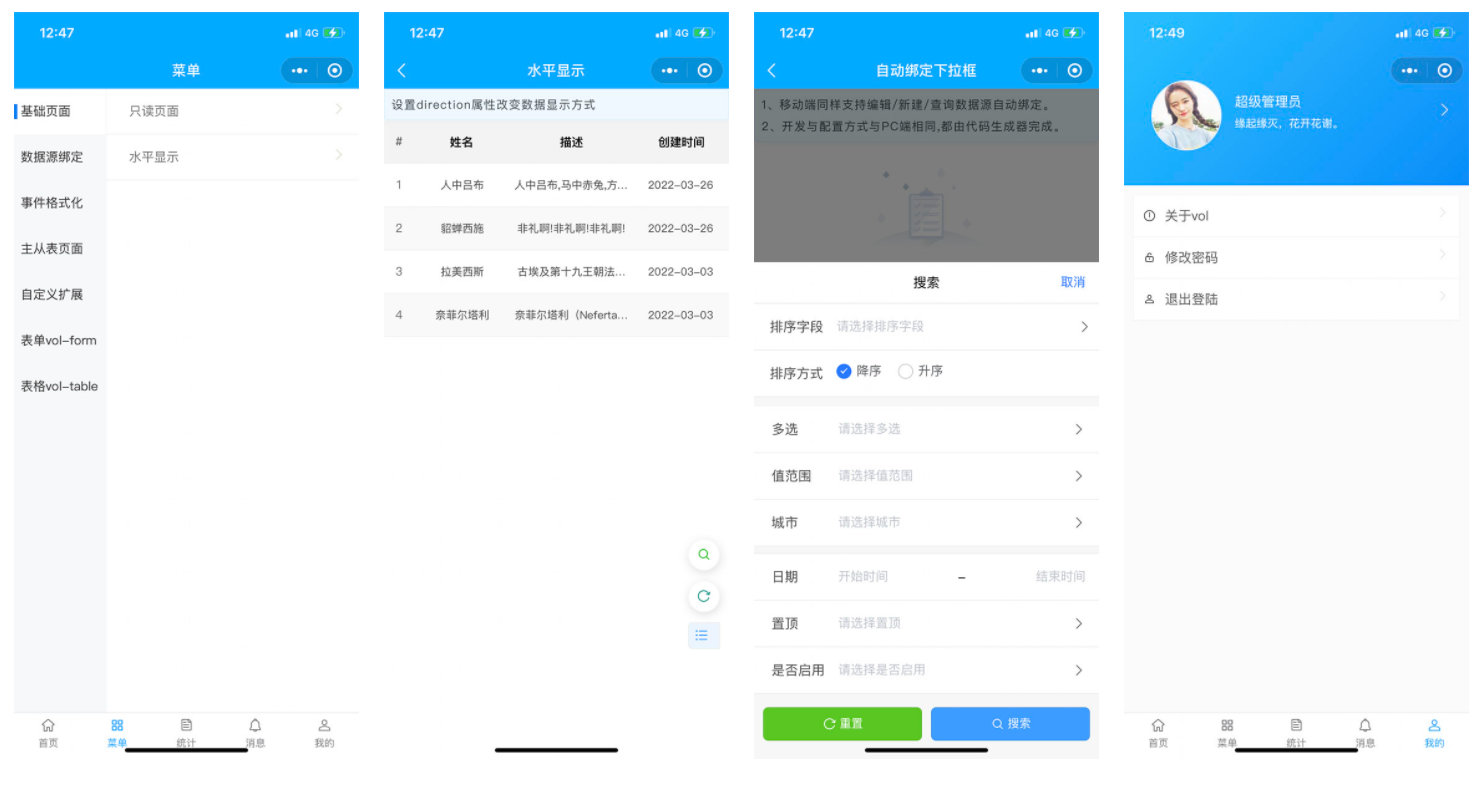 12:47
4G
菜单
基础页面
只读页面
数据源绑定
水平显示
事件格式化
主从表页面
自定义扩展
表单vol-form
表格vol-table
首页
菜单
统计
消息
我的
12:47
4G
水平显示
设置direction属性改变数据显示方式
# 姓名 描述 创建时间
1 人中吕布 人中吕布,马中赤兔,方... 2022-03-26
2 貂蝉西施 非礼啊!非礼啊!非礼啊! 2022-03-26
3 拉美西斯 古埃及第十九王朝法... 2022-03-03
4 奈菲尔塔利 奈菲尔塔利（Neferta... 2022-03-03
12:47
4G
自动绑定下拉框
1、移动端同样支持编辑/新建/查询数据源自动绑定。
2、开发与配置方式与PC端相同,都由代码生成器完成。
搜索
取消
排序字段 请选择排序字段
排序方式 降序 升序
多选 请选择多选
值范围 请选择值范围
城市 请选择城市
日期 开始时间 – 结束时间
置顶 请选择置顶
是否启用 请选择是否启用
重置
搜索
12:49
4G
超级管理员
缘起缘灭，花开花谢。
关于vol
修改密码
退出登陆
首页
菜单
统计
消息
我的